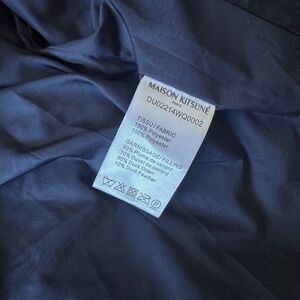 MAISON KITSUNÉ
PARIS
DU02214WQ0002
TISSU / FABRIC
100% Polyester
100% Polyester
GARNISSAGE / FILLING
90% Plume de canard
10% Duvet de canard
90% Duck Down
10% Duck Feather